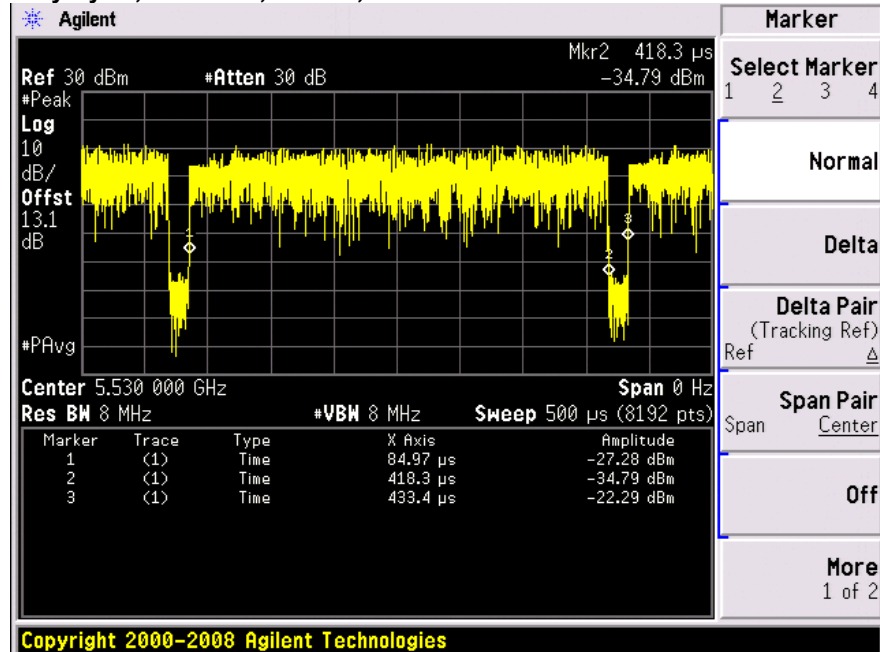 Agilent
Marker
Mkr2 418.3 µs
Ref 30 dBm #Atten 30 dB -34.79 dBm
#Peak
Log
10
dB/
Offst
13.1
dB
#PAvg
1
2
3
Center 5.530 000 GHz Span 0 Hz
Res BW 8 MHz #VBW 8 MHz Sweep 500 µs (8192 pts)
Marker Trace Type X Axis Amplitude
1 (1) Time 84.97 µs -27.28 dBm
2 (1) Time 418.3 µs -34.79 dBm
3 (1) Time 433.4 µs -22.29 dBm
Select Marker
1 2 3 4
Normal
Delta
Delta Pair
(Tracking Ref)
Ref Δ
Span Pair
Span Center
Off
More
1 of 2
Copyright 2000-2008 Agilent Technologies